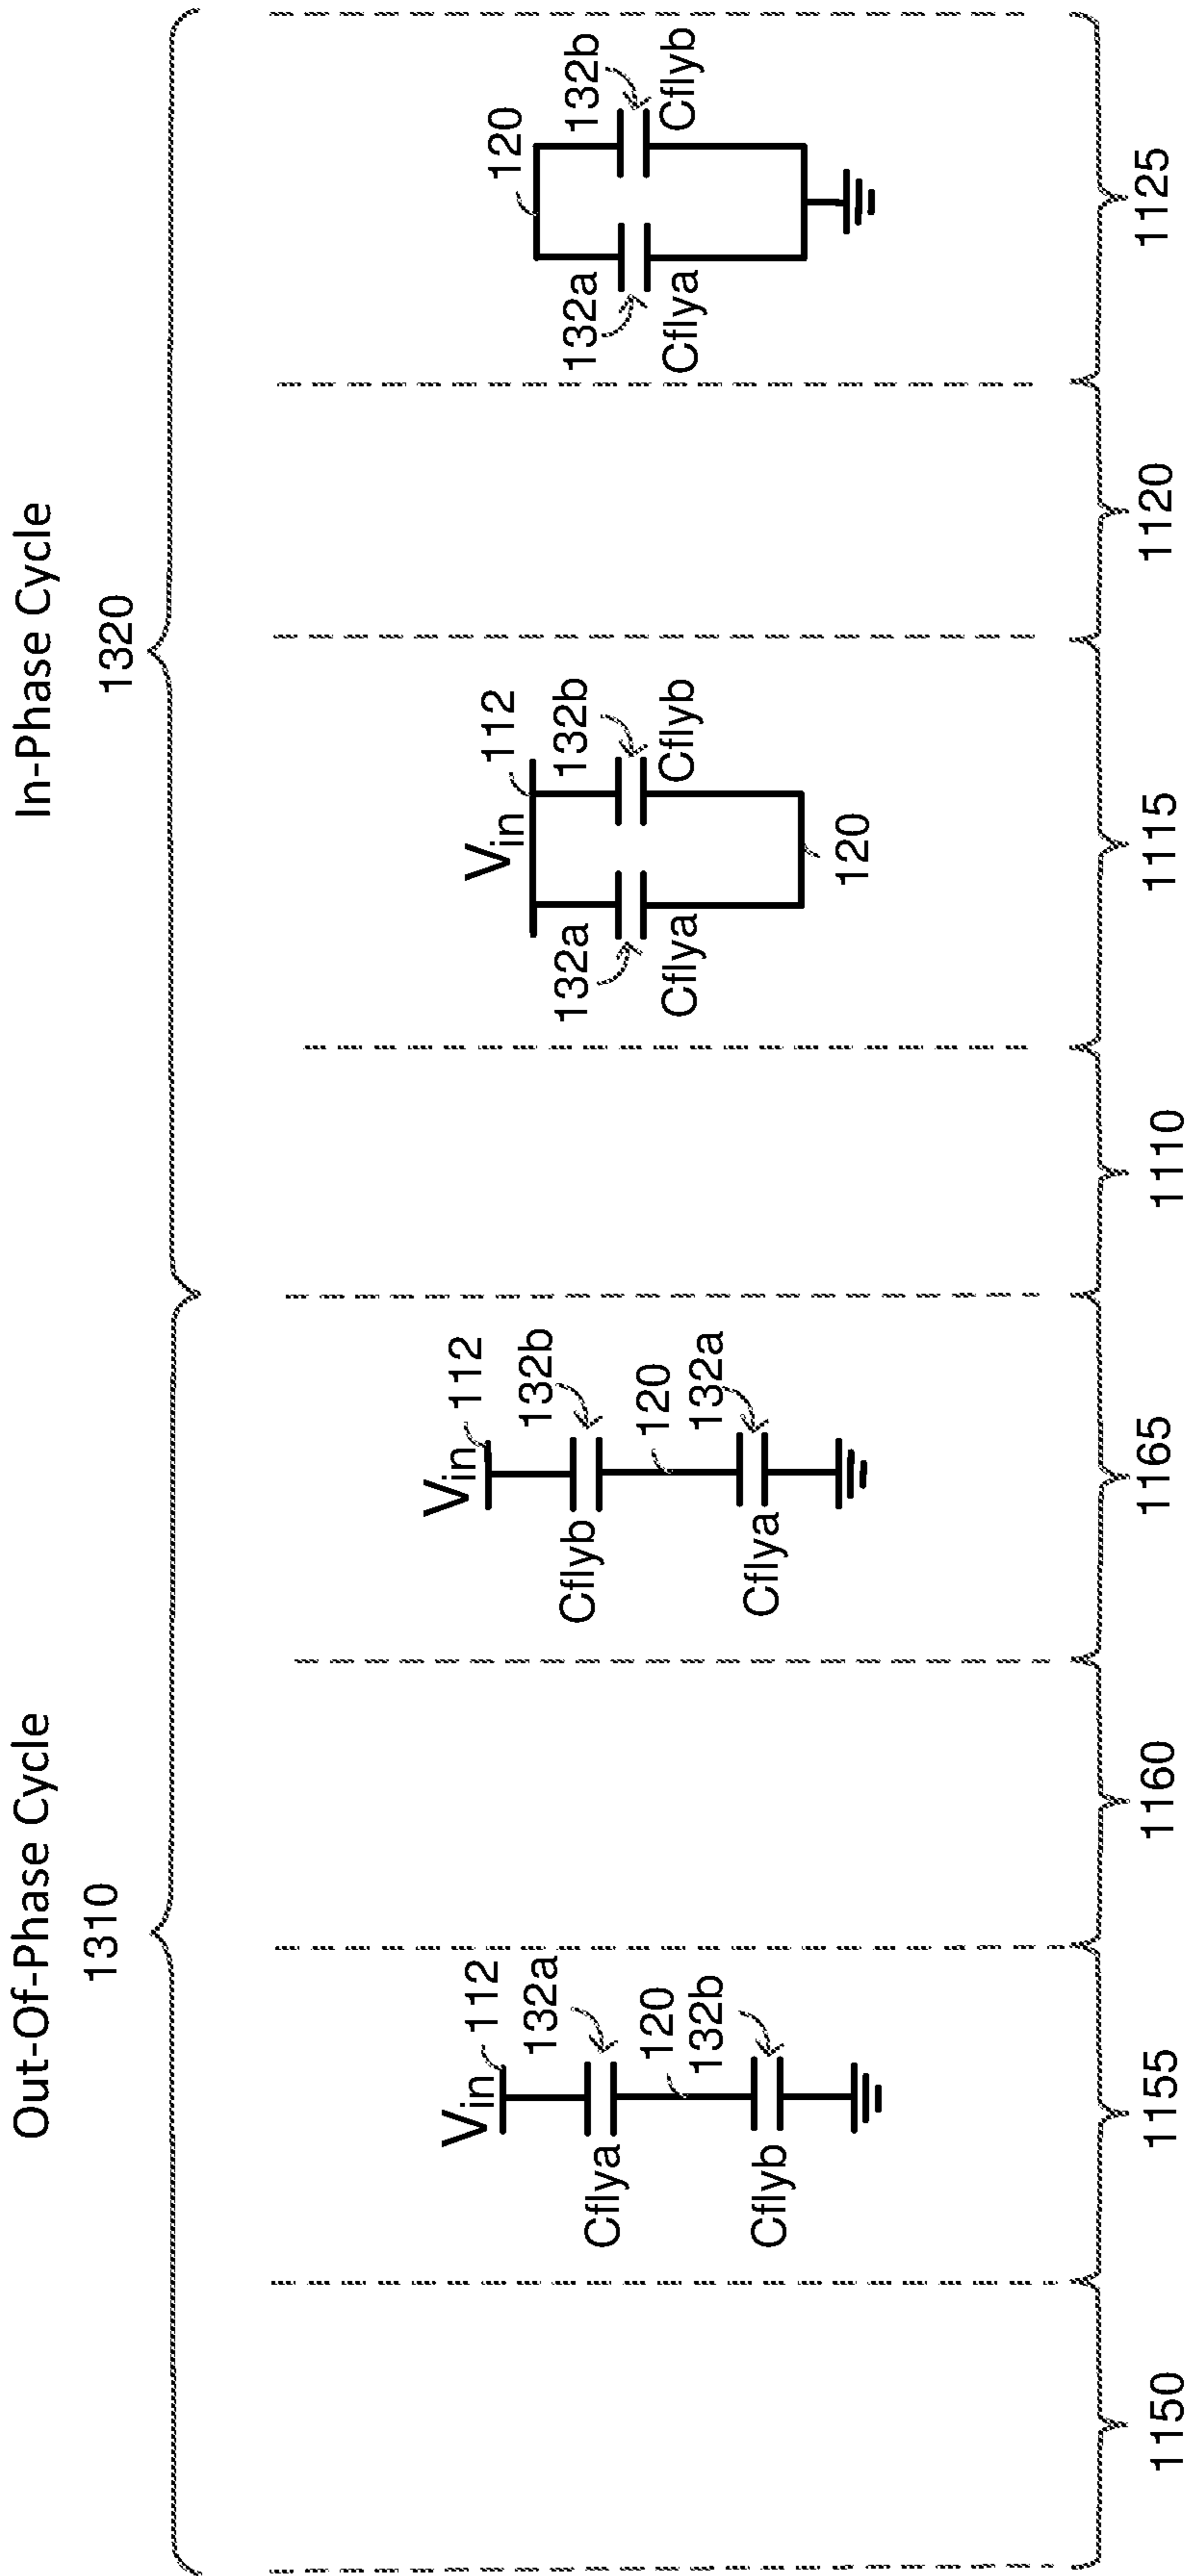 Out-Of-Phase Cycle
1310
In-Phase Cycle
1320
Vin
112
132a
Cflya
120
132b
Cflyb
Vin
112
132b
Cflyb
120
132a
Cflya
Vin
112
132a
132b
Cflya
Cflyb
120
120
132a
132b
Cflya
Cflyb
1150
1155
1160
1165
1110
1115
1120
1125